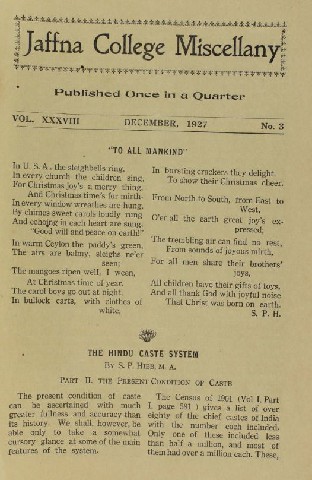 Jaffna College Miscellany
Published Once in a Quarter
VOL. XXXVIII DECEMBER, 1927 No. 3
"TO ALL MANKIND"
In U. S. A. the sleighbells ring,
In every church the children sing,
For Christmas joy's a merry thing,
And Christmas time's for mirth
In every window wreathes are hung,
By chimes sweet carols loudly rung
And echoing in each heart are sung,
"Good will and peace on earth!"
In warm Ceylon the paddy's green,
The airs are balmy, sleighs ne'er
seen;
The mangoes ripen well, I ween,
At Christmas time of year.
The carol boys go out at night.
In bullock carts, with clothes of
white,
In bursting crackers they delight
To show their Christmas cheer.
From North to South, from East to
West,
O'er all the earth great joy's ex-
pressed,
The trembling air can find no rest,
From sounds of joyous mirth,
For all men share their brothers'
joys,
All children have their gifts of toys,
And all thank God with joyful noise
That Christ was born on earth.
S. P. H.
THE HINDU CASTE SYSTEM
BY S. P. M. A.
PART II. THE PRESENT CONDITION OF CASTE
The present condition of caste
can be ascertained with much
greater fullness and accuracy than
its history. We shall, however, be
able only to take a somewhat
cursory glance at some of the main
features of the system.
The Census of 1901 (Vol I, Part
I, page 581) gives a list of over
eighty of the chief castes of India
with the number each included.
Only one of these included less
than half a million, and most of
them had over a million each. These,